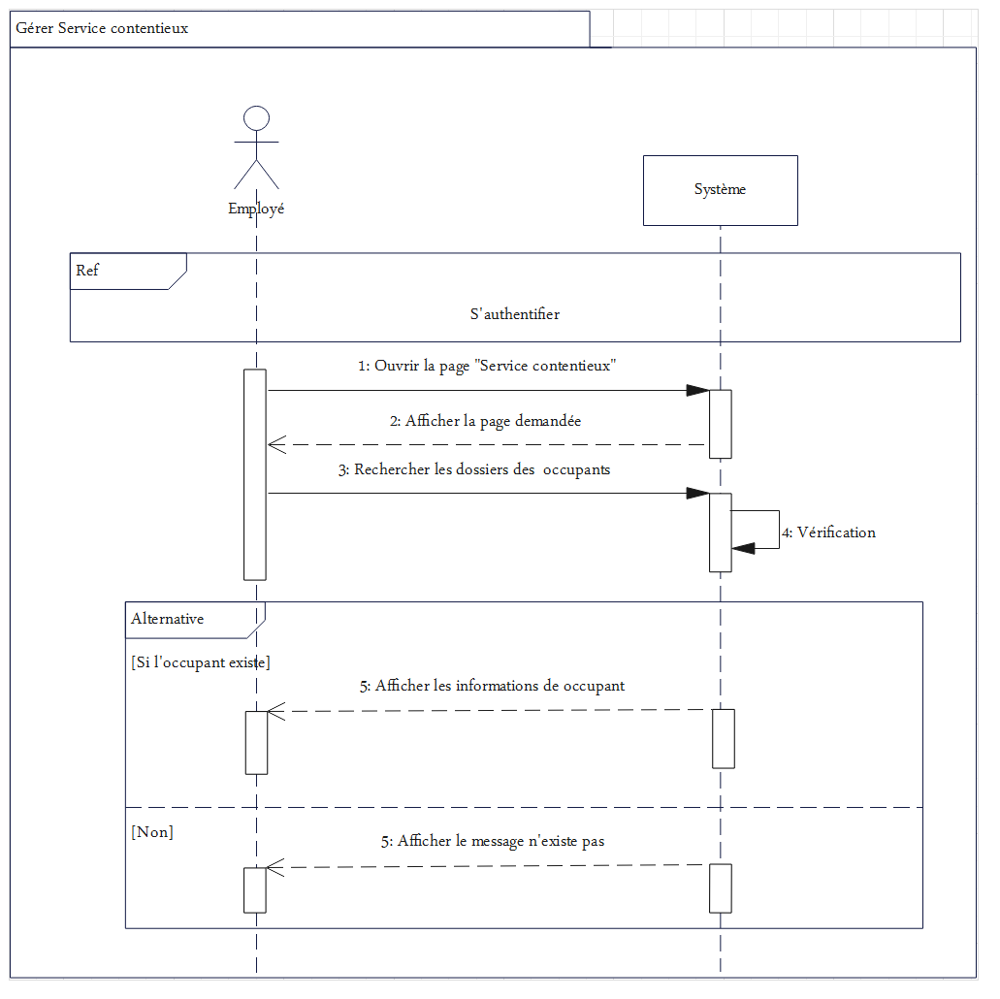 Gérer Service contentieux
Employé
Système
Ref
S'authentifier
1: Ouvrir la page "Service contentieux"
2: Afficher la page demandée
3: Rechercher les dossiers des  occupants
4: Vérification
Alternative
[Si l'occupant existe]
5: Afficher les informations de occupant
[Non]
5: Afficher le message n'existe pas